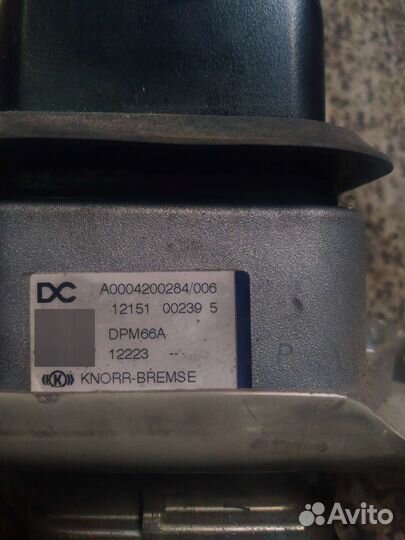 DC A0004200284/006
12151 00239 5
DPM66A
12223 --
K KNORR-BREMSE
P
Avito